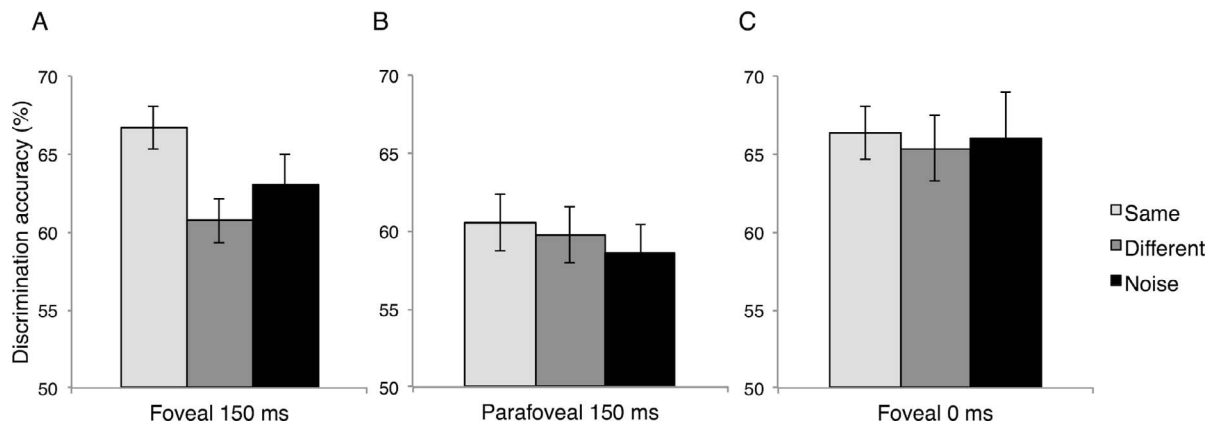 A
B
C
Discrimination accuracy (%)
70
65
60
55
50
Foveal 150 ms
70
65
60
55
50
Parafoveal 150 ms
70
65
60
55
50
Foveal 0 ms
Same
Different
Noise